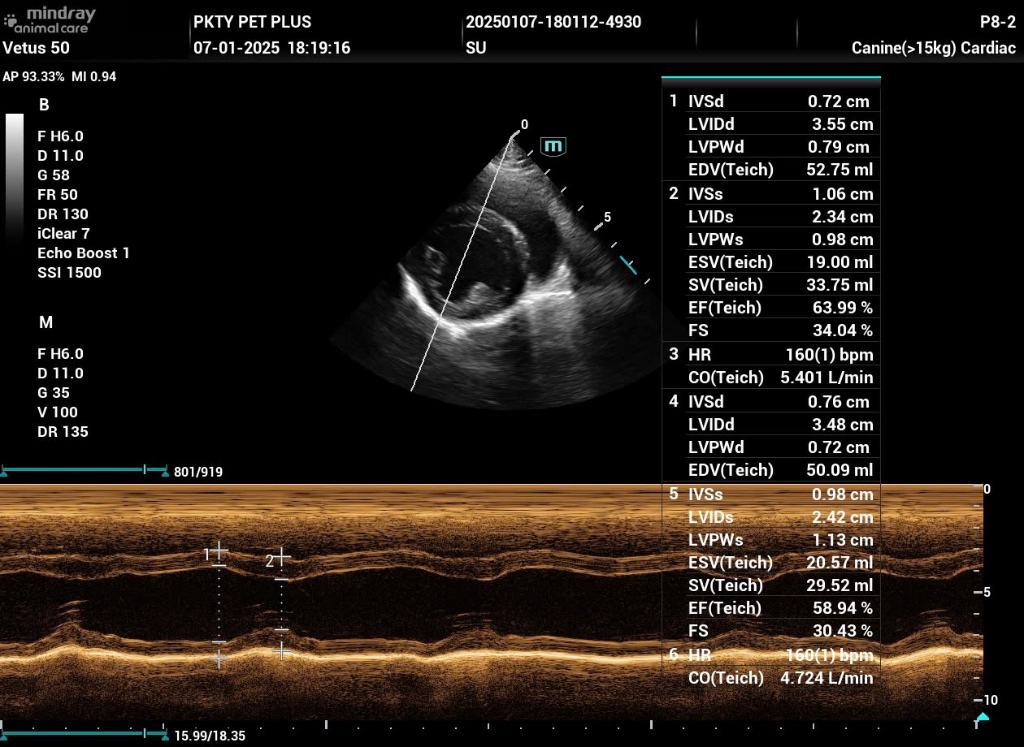 mindray
animal care
Vetus 50
PKTY PET PLUS
07-01-2025 18:19:16
20250107-180112-4930
SU
P8-2
Canine(>15kg) Cardiac
AP 93.33% MI 0.94
B
F H6.0
D 11.0
G 58
FR 50
DR 130
iClear 7
Echo Boost 1
SSI 1500
M
F H6.0
D 11.0
G 35
V 100
DR 135
0
m
5
1 IVSd 0.72 cm
LVIDd 3.55 cm
LVPWd 0.79 cm
EDV(Teich) 52.75 ml
2 IVSs 1.06 cm
LVIDs 2.34 cm
LVPWs 0.98 cm
ESV(Teich) 19.00 ml
SV(Teich) 33.75 ml
EF(Teich) 63.99 %
FS 34.04 %
3 HR 160(1) bpm
CO(Teich) 5.401 L/min
4 IVSd 0.76 cm
LVIDd 3.48 cm
LVPWd 0.72 cm
EDV(Teich) 50.09 ml
5 IVSs 0.98 cm
LVIDs 2.42 cm
LVPWs 1.13 cm
ESV(Teich) 20.57 ml
SV(Teich) 29.52 ml
EF(Teich) 58.94 %
FS 30.43 %
6 HR 160(1) bpm
CO(Teich) 4.724 L/min
801/919
1
2
0
5
10
15.99/18.35